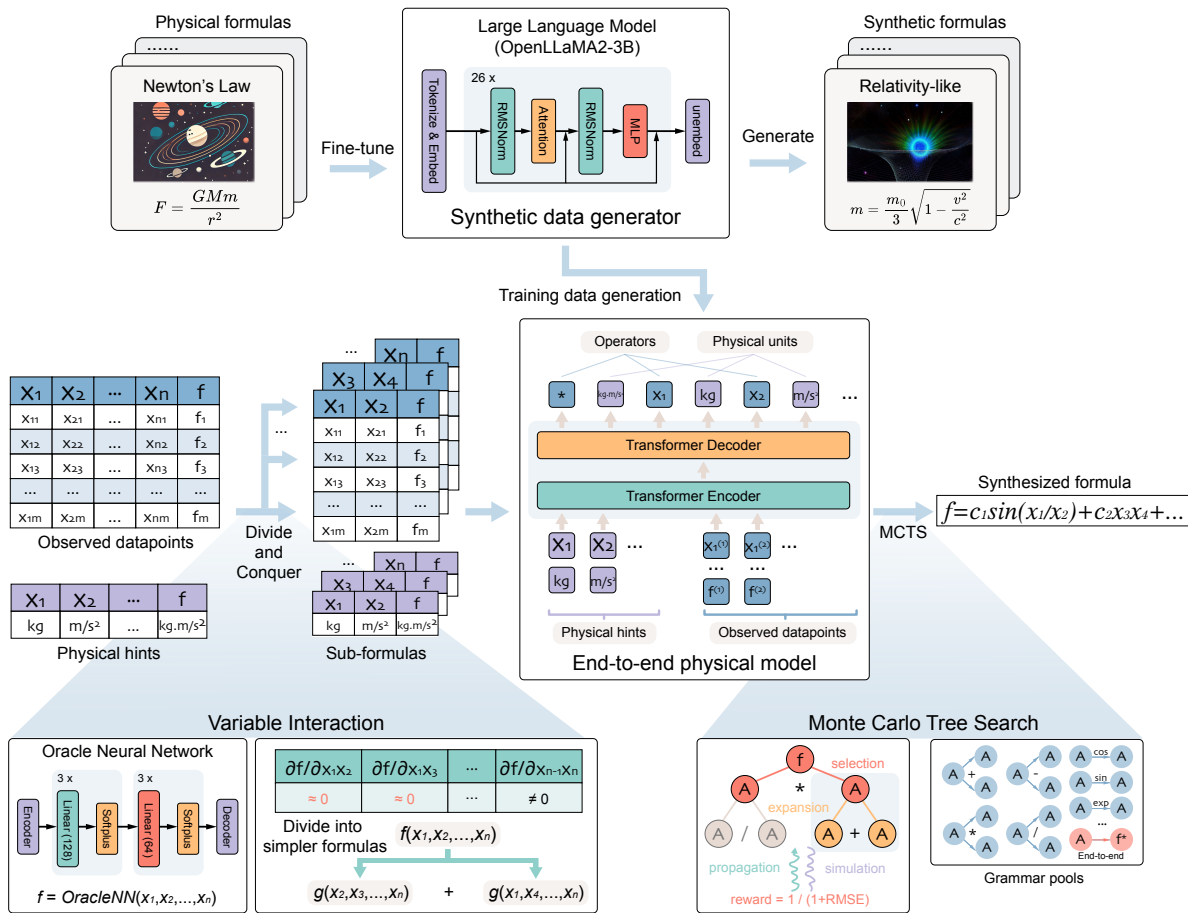 Physical formulas
......
Newton's Law
F = GMm / r²
Fine-tune
Large Language Model
(OpenLLaMA2-3B)
26 x
Tokenize & Embed
RMSNorm
Attention
RMSNorm
MLP
unembed
Synthetic data generator
Generate
Synthetic formulas
......
Relativity-like
m = m₀/3 √(1 − v²/c²)
Training data generation
X₁ X₂ ... Xn f
x₁₁ x₂₁ ... xn₁ f₁
x₁₂ x₂₂ ... xn₂ f₂
x₁₃ x₂₃ ... xn₃ f₃
... ... ... ... ...
x₁m x₂m ... xnm fm
Observed datapoints
X₁ X₂ ... f
kg m/s² ... kg.m/s²
Physical hints
...
Divide
and
Conquer
... Xn f
X₃ X₄ f
X₁ X₂ f
x₁₁ x₂₁ f₁
x₁₂ x₂₂ f₂
x₁₃ x₂₃ f₃
... ... ...
x₁m x₂m fm
... Xn f
X₃ X₄ f
X₁ X₂ f
kg m/s² kg.m/s²
Sub-formulas
Operators Physical units
* kg.m/s² X₁ kg X₂ m/s² ...
Transformer Decoder
Transformer Encoder
X₁ X₂ ... X₁⁽¹⁾ X₁⁽²⁾ ...
... ...
kg m/s² ... f⁽¹⁾ f⁽²⁾ ...
Physical hints Observed datapoints
End-to-end physical model
MCTS
Synthesized formula
f=c₁sin(x₁/x₂)+c₂x₃x₄+...
Variable Interaction
Oracle Neural Network
3 x 3 x
Encoder
Linear (128)
Softplus
Linear (64)
Softplus
Decoder
f = OracleNN(x₁,x₂,...,xn)
∂f/∂x₁x₂ ∂f/∂x₁x₃ ... ∂f/∂xn-1xn
≈ 0 ≈ 0 ... ≠ 0
Divide into
simpler formulas
f(x₁,x₂,...,xn)
g(x₂,x₃,...,xn) + g(x₁,x₄,...,xn)
Monte Carlo Tree Search
f
selection
A * A
expansion
A / A A + A
propagation simulation
reward = 1 / (1+RMSE)
A + A A
A - A A
A * A A
A / A A
A cos A
A sin A
A exp A
...
A f*
End-to-end
Grammar pools